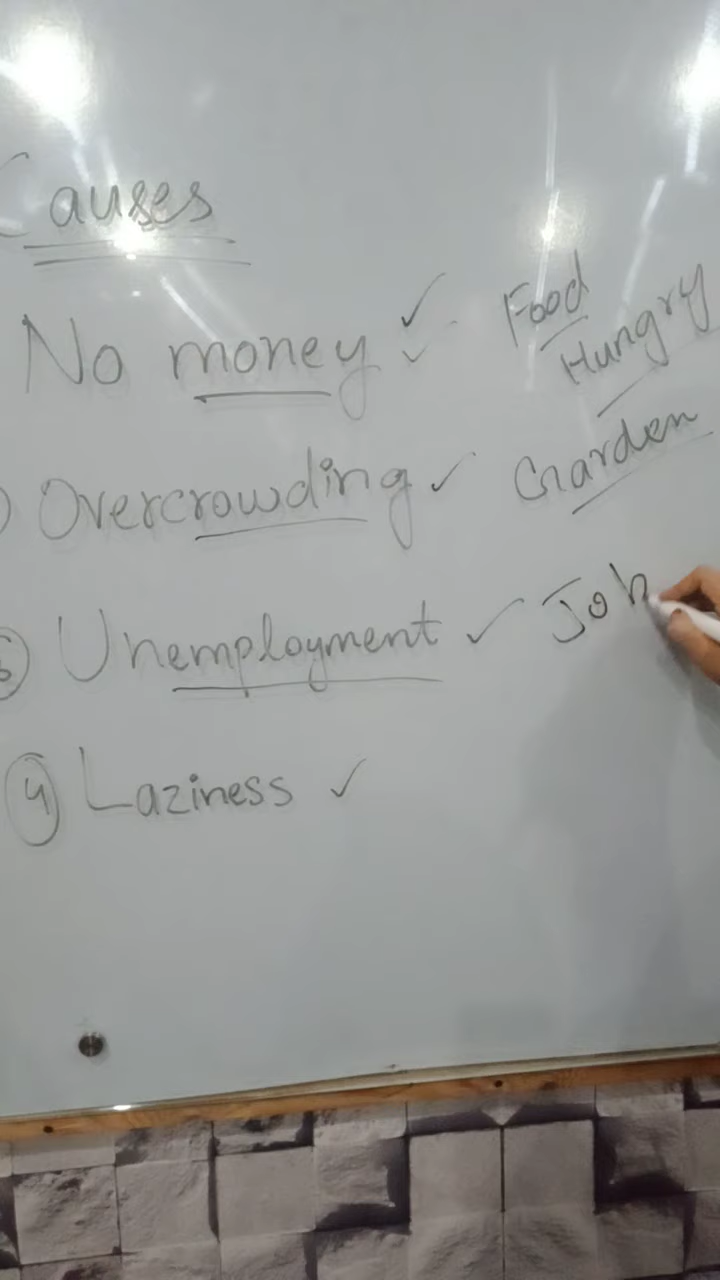 Causes
No money ✓ Food
Hungry
) Overcrowding ✓ Garden
Unemployment ✓ Job
4 Laziness ✓